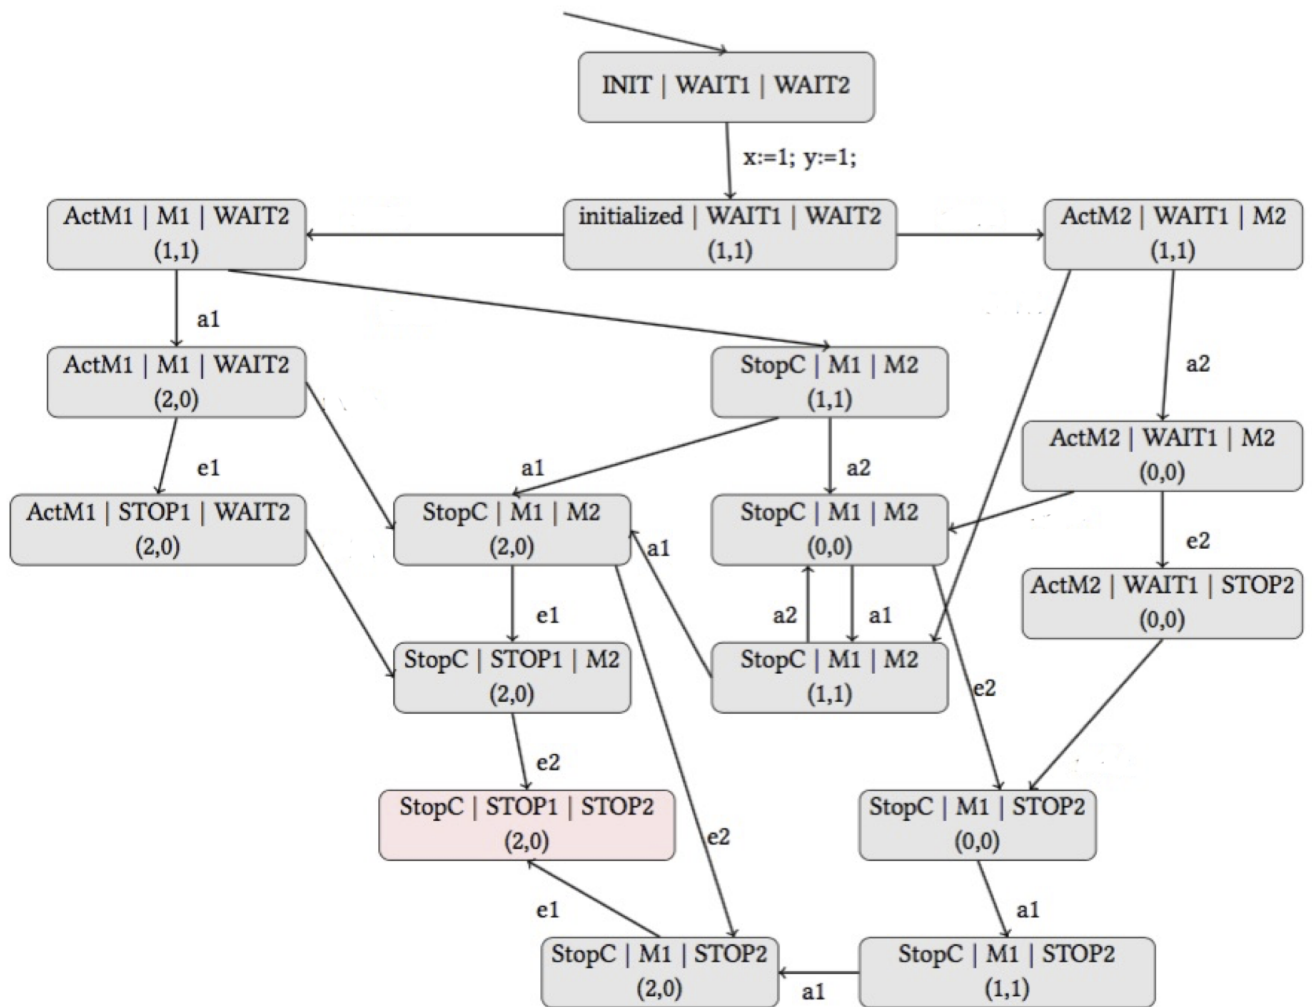 INIT | WAIT1 | WAIT2
x:=1; y:=1;
ActM1 | M1 | WAIT2
(1,1)
initialized | WAIT1 | WAIT2
(1,1)
ActM2 | WAIT1 | M2
(1,1)
a1
a2
ActM1 | M1 | WAIT2
(2,0)
StopC | M1 | M2
(1,1)
ActM2 | WAIT1 | M2
(0,0)
e1
a1
a2
ActM1 | STOP1 | WAIT2
(2,0)
StopC | M1 | M2
(2,0)
a1
StopC | M1 | M2
(0,0)
e2
ActM2 | WAIT1 | STOP2
(0,0)
e1
a2
a1
StopC | STOP1 | M2
(2,0)
StopC | M1 | M2
(1,1)
e2
e2
StopC | STOP1 | STOP2
(2,0)
e2
StopC | M1 | STOP2
(0,0)
e1
a1
StopC | M1 | STOP2
(2,0)
a1
StopC | M1 | STOP2
(1,1)